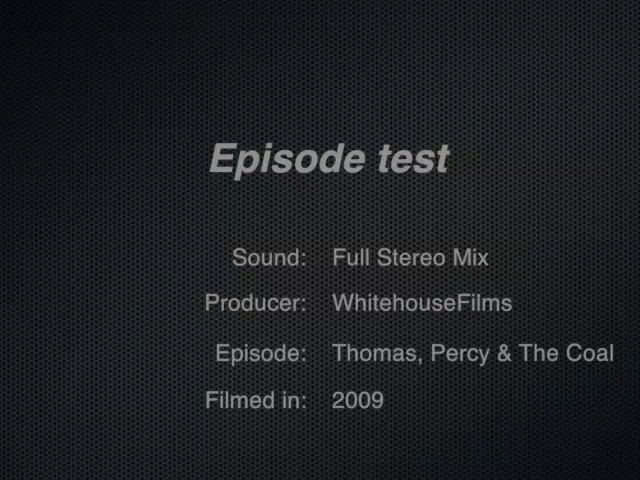 Episode test
Sound: Full Stereo Mix
Producer: WhitehouseFilms
Episode: Thomas, Percy & The Coal
Filmed in: 2009